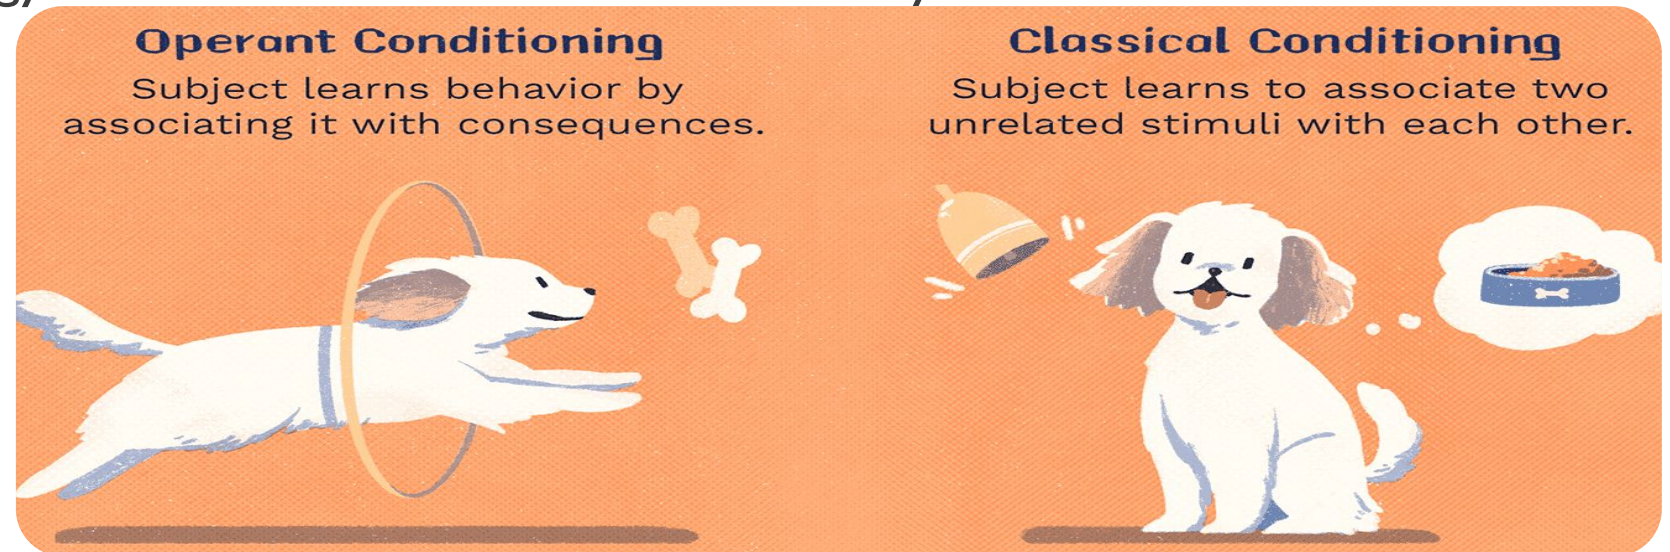 Operant Conditioning
Subject learns behavior by
associating it with consequences.
Classical Conditioning
Subject learns to associate two
unrelated stimuli with each other.